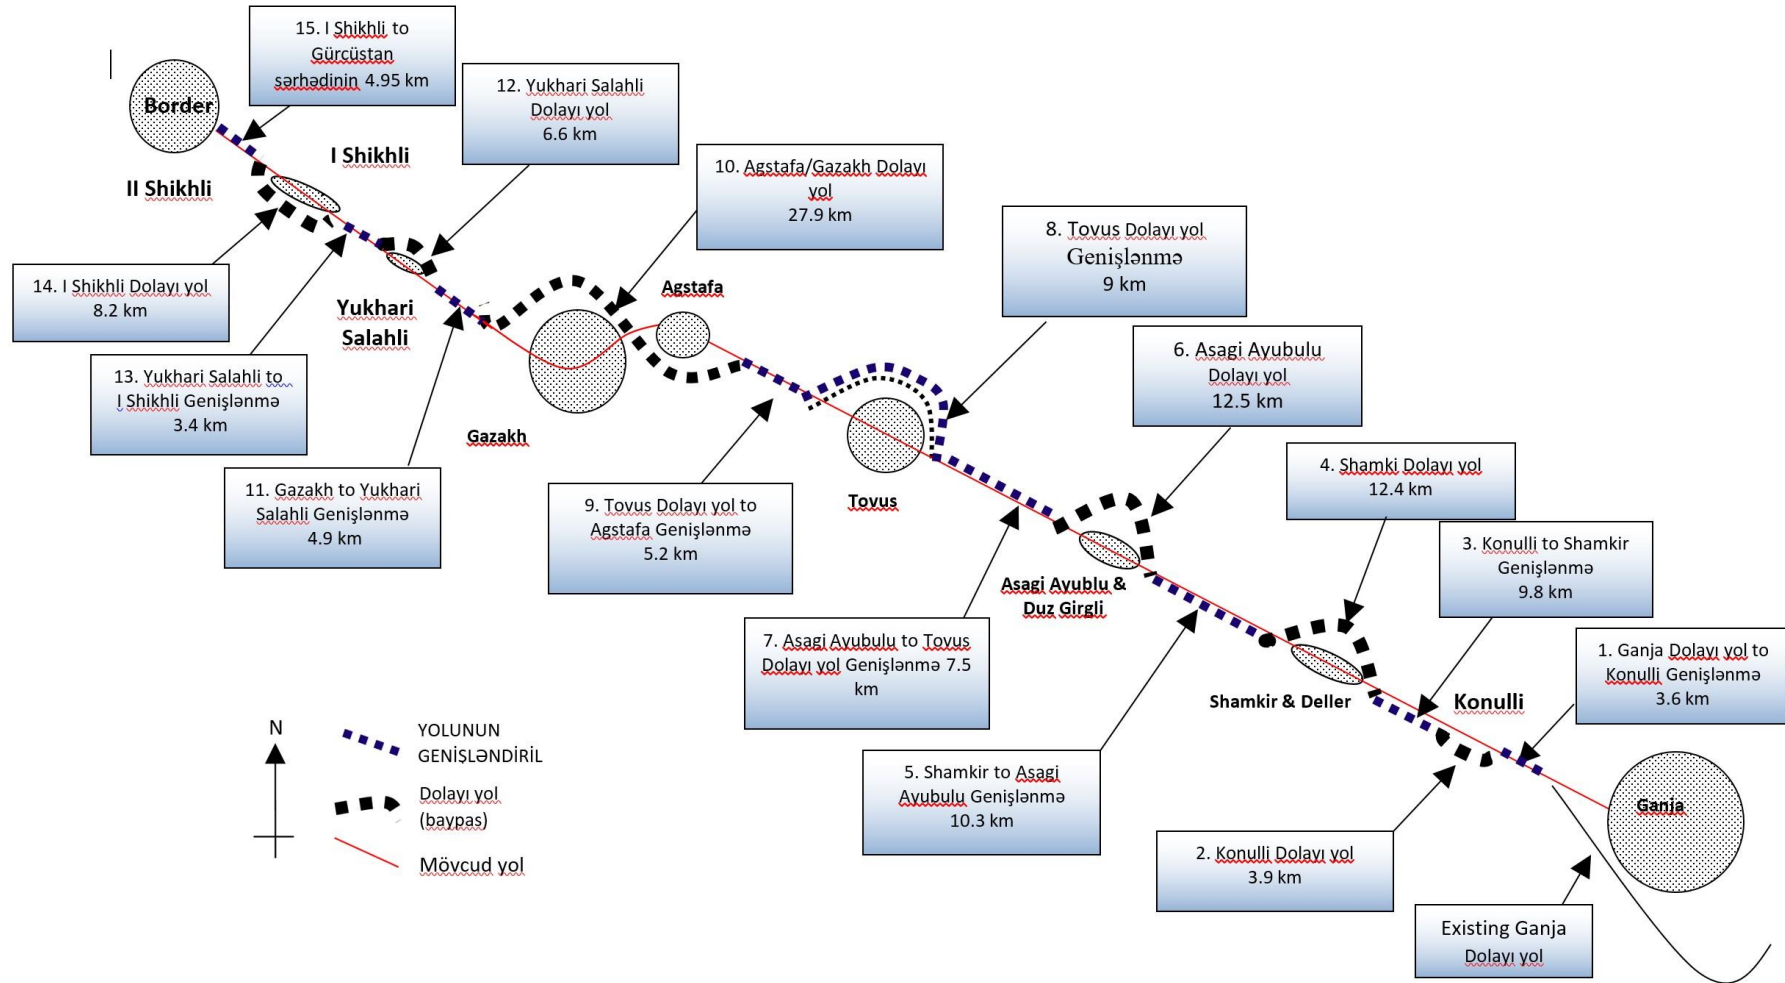 15. I Shikhli to
Gürcüstan
sərhədinin 4.95 km
12. Yukhari Salahli
Dolayı yol
6.6 km
Border
I Shikhli
II Shikhli
10. Agstafa/Gazakh Dolayı
yol
27.9 km
8. Tovus Dolayı yol
Genişlənmə
9 km
14. I Shikhli Dolayı yol
8.2 km
Yukhari
Salahli
Agstafa
6. Asagi Ayubulu
Dolayı yol
12.5 km
13. Yukhari Salahli to
I Shikhli Genişlənmə
3.4 km
Gazakh
4. Shamki Dolayı yol
12.4 km
11. Gazakh to Yukhari
Salahli Genişlənmə
4.9 km
9. Tovus Dolayı yol to
Agstafa Genişlənmə
5.2 km
Tovus
3. Konulli to Shamkir
Genişlənmə
9.8 km
Asagi Ayublu &
Duz Girgli
7. Asagi Ayubulu to Tovus
Dolayı yol Genişlənmə 7.5
km
1. Ganja Dolayı yol to
Konulli Genişlənmə
3.6 km
Shamkir & Deller
Konulli
N
YOLUNUN
GENİŞLƏNDİRİL
Dolayı yol
(baypas)
Mövcud yol
5. Shamkir to Asagi
Ayubulu Genişlənmə
10.3 km
Ganja
2. Konulli Dolayı yol
3.9 km
Existing Ganja
Dolayı yol